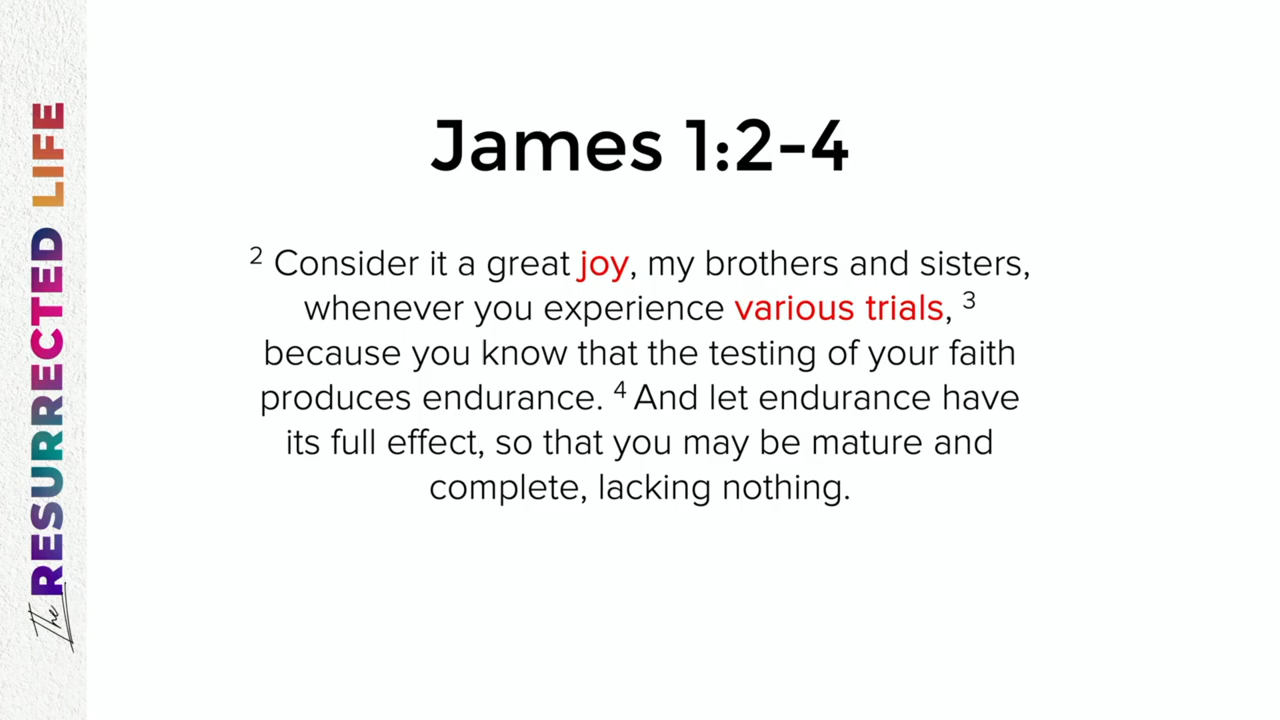 The RESURRECTED LIFE
James 1:2-4
2 Consider it a great joy, my brothers and sisters,
whenever you experience various trials, 3
because you know that the testing of your faith
produces endurance. 4 And let endurance have
its full effect, so that you may be mature and
complete, lacking nothing.